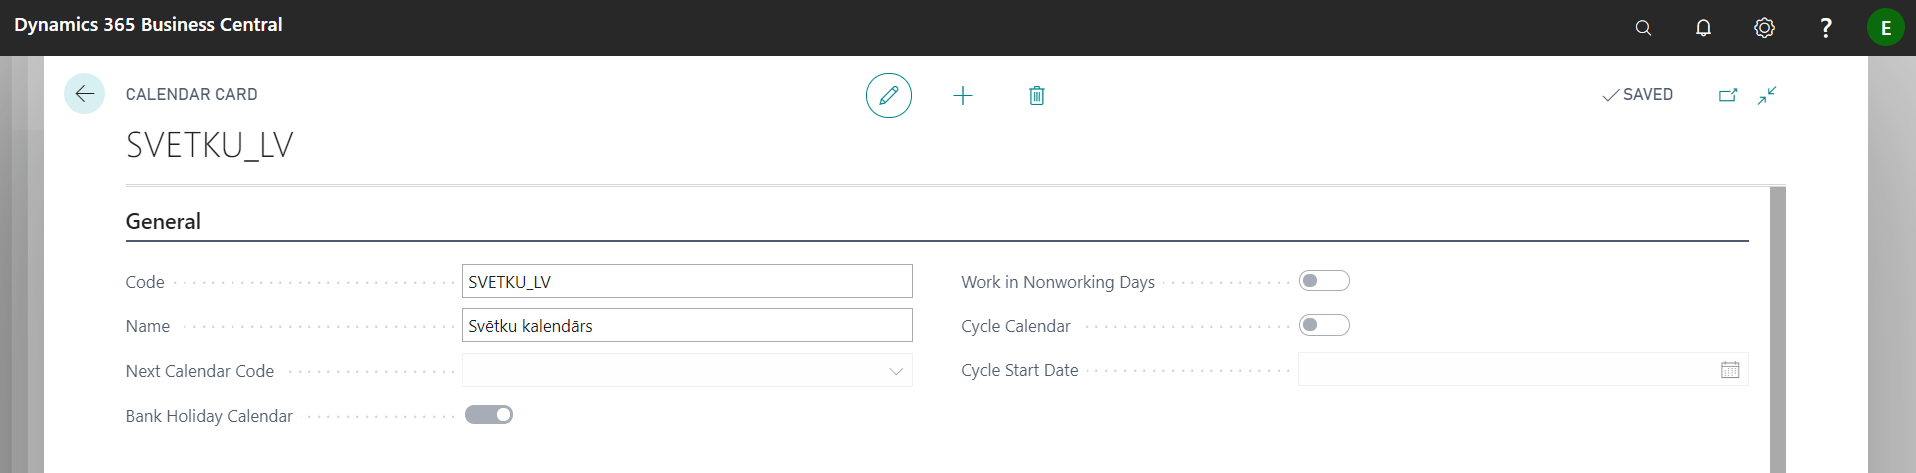 Dynamics 365 Business Central
?
E
CALENDAR CARD
SAVED
SVETKU_LV
General
Code
SVETKU_LV
Work in Nonworking Days
Name
Svētku kalendārs
Cycle Calendar
Next Calendar Code
Cycle Start Date
Bank Holiday Calendar